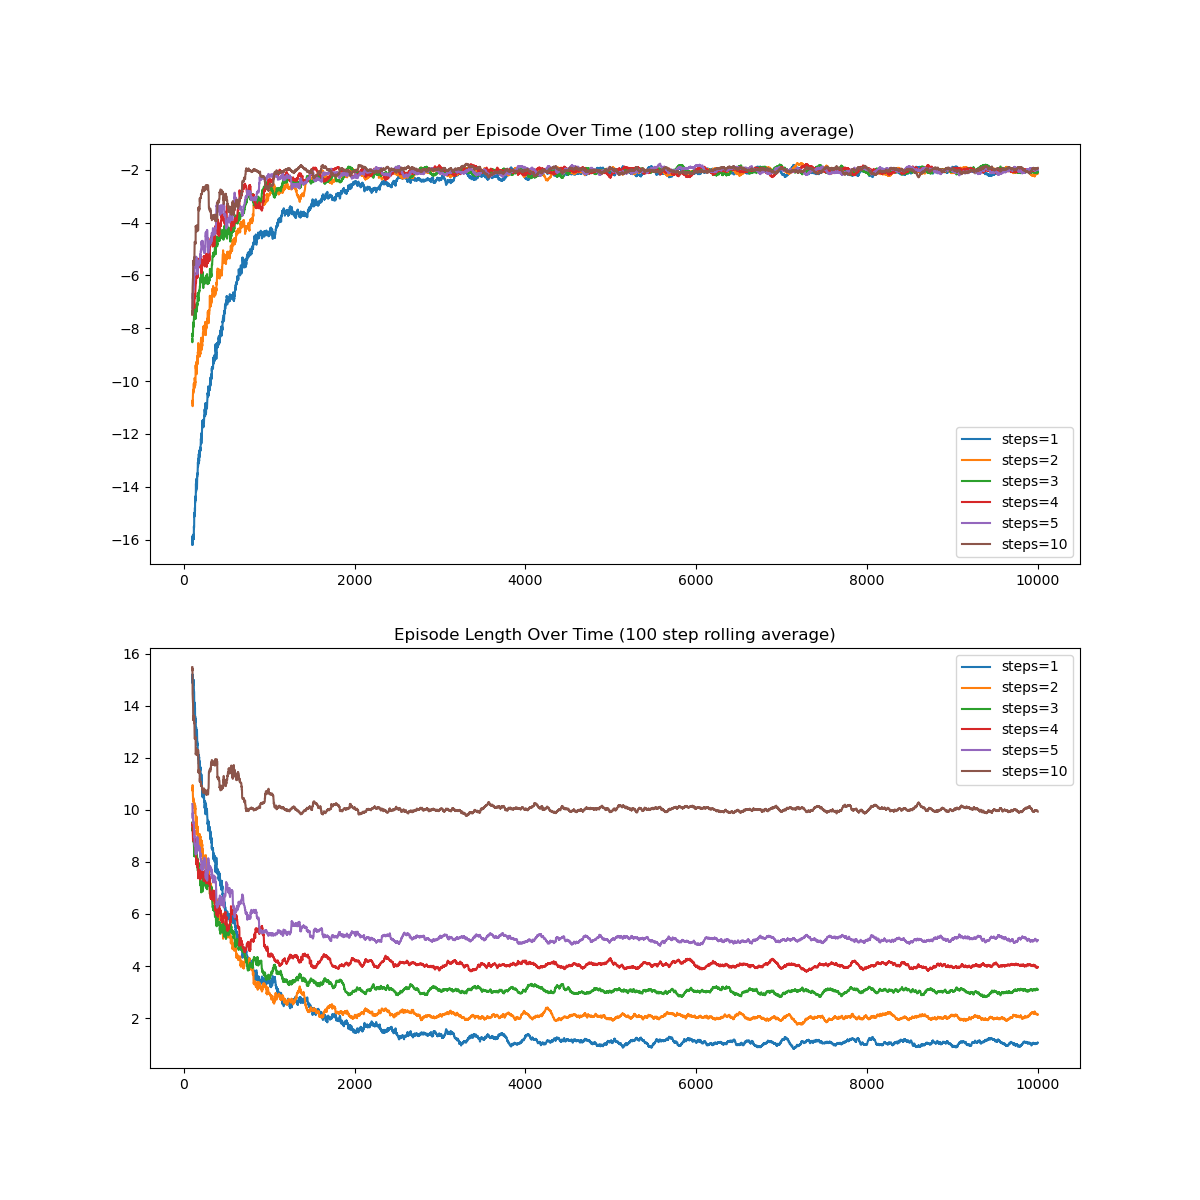 Reward per Episode Over Time (100 step rolling average)
−2
−4
−6
−8
−10
−12
−14
−16
steps=1
steps=2
steps=3
steps=4
steps=5
steps=10
0 2000 4000 6000 8000 10000
Episode Length Over Time (100 step rolling average)
16
14
12
10
8
6
4
2
steps=1
steps=2
steps=3
steps=4
steps=5
steps=10
0 2000 4000 6000 8000 10000